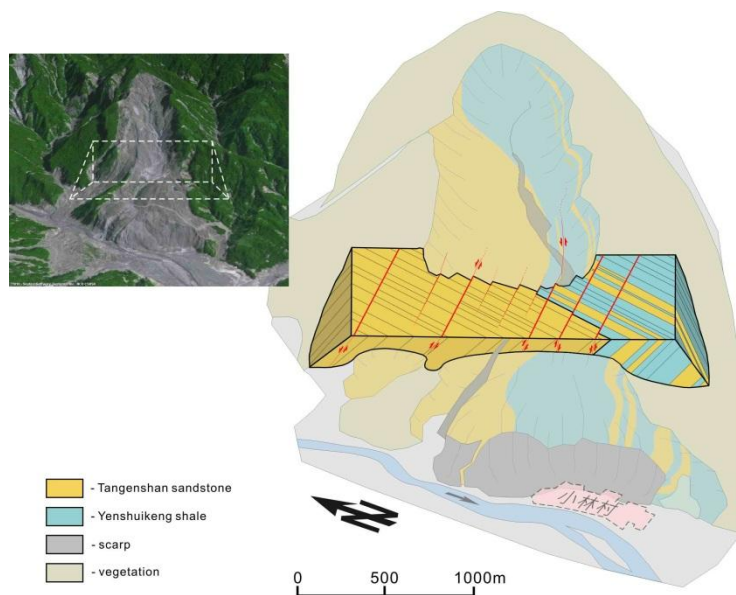 小林村
- Tangenshan sandstone
- Yenshuikeng shale
- scarp
- vegetation
N
0 500 1000m